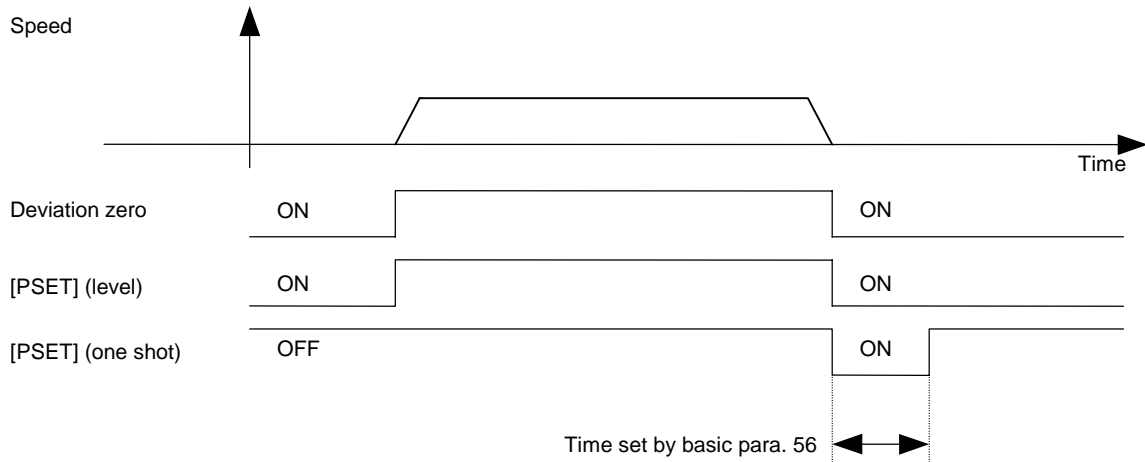 Speed
Time
Deviation zero ON ON
[PSET] (level) ON ON
[PSET] (one shot) OFF ON
Time set by basic para. 56